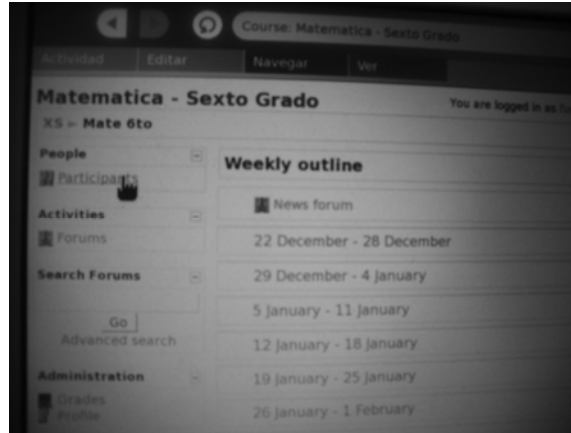 Course: Matematica - Sexto Grado
Actividad Editar Navegar Ver
Matematica - Sexto Grado
You are logged in as
XS ► Mate 6to
People
Participants
Activities
Forums
Search Forums
Go
Advanced search
Administration
Grades
Profile
Weekly outline
News forum
22 December - 28 December
29 December - 4 January
5 January - 11 January
12 January - 18 January
19 January - 25 January
26 January - 1 February